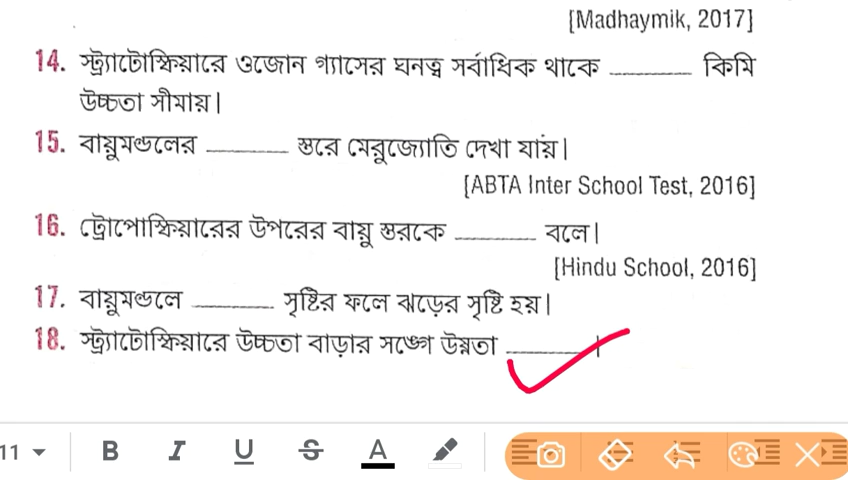 [Madhaymik, 2017]
14. স্ট্র্যাটোস্ফিয়ারে ওজোন গ্যাসের ঘনত্ব সর্বাধিক থাকে ________ কিমি
উচ্চতা সীমায়।
15. বায়ুমণ্ডলের ________ স্তরে মেরুজ্যোতি দেখা যায়।
[ABTA Inter School Test, 2016]
16. ট্রোপোস্ফিয়ারের উপরের বায়ু স্তরকে ________ বলে।
[Hindu School, 2016]
17. বায়ুমণ্ডলে ________ সৃষ্টির ফলে ঝড়ের সৃষ্টি হয়।
18. স্ট্র্যাটোস্ফিয়ারে উচ্চতা বাড়ার সঙ্গে উষ্নতা ________।
11 B I U S A